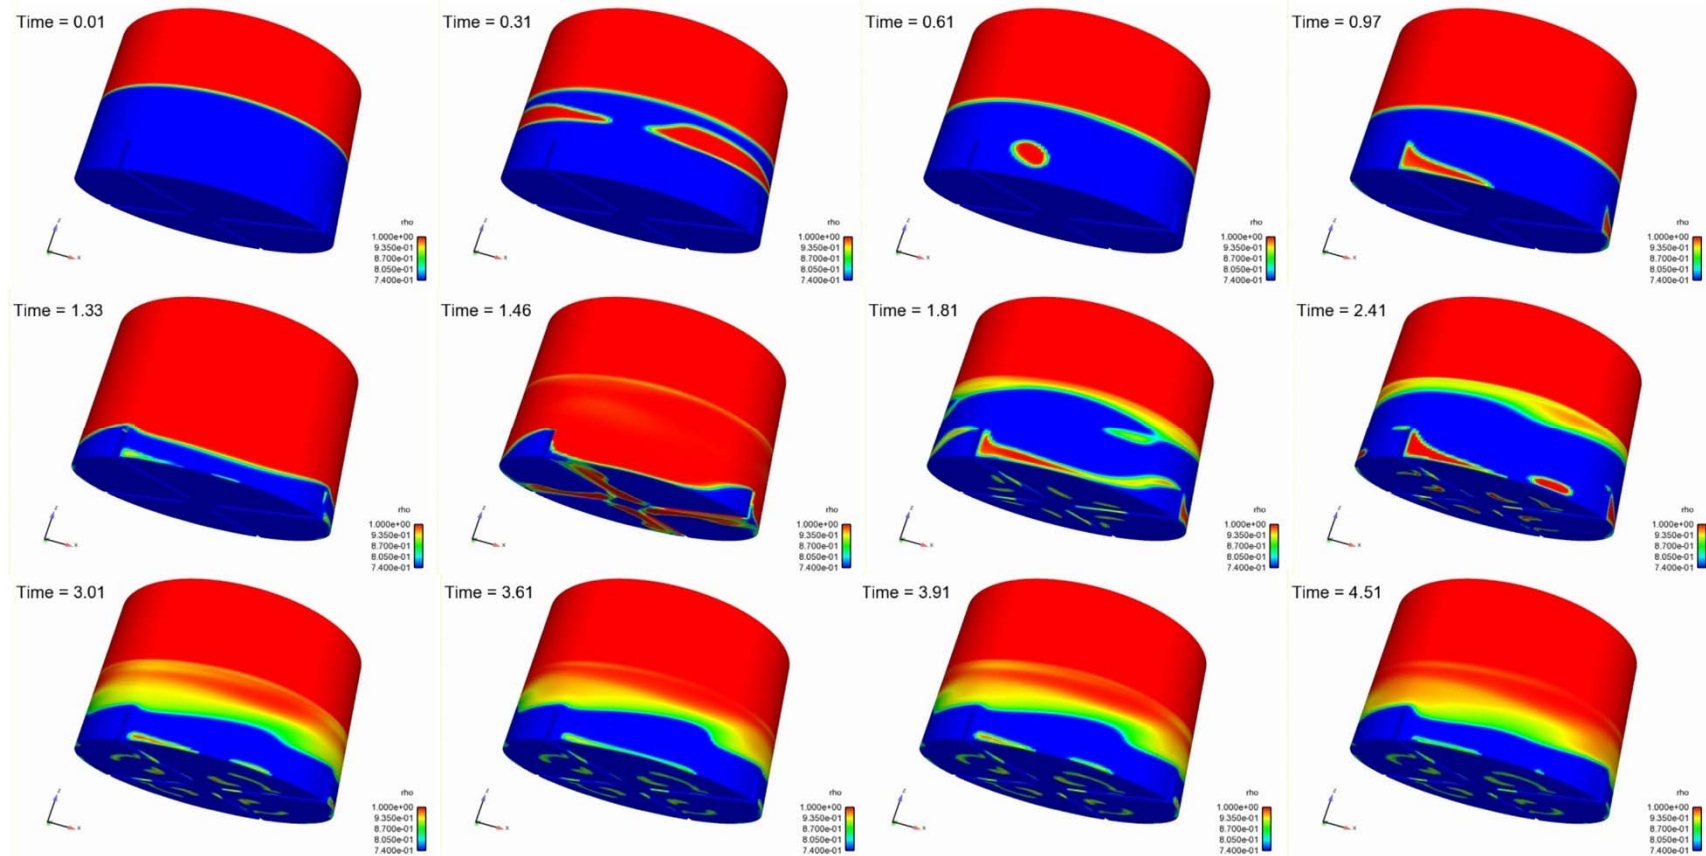 Time = 0.01
z
x
rho
1.000e+00
9.350e-01
8.700e-01
8.050e-01
7.400e-01
Time = 0.31
z
x
rho
1.000e+00
9.350e-01
8.700e-01
8.050e-01
7.400e-01
Time = 0.61
z
x
rho
1.000e+00
9.350e-01
8.700e-01
8.050e-01
7.400e-01
Time = 0.97
z
x
rho
1.000e+00
9.350e-01
8.700e-01
8.050e-01
7.400e-01
Time = 1.33
z
x
rho
1.000e+00
9.350e-01
8.700e-01
8.050e-01
7.400e-01
Time = 1.46
z
x
rho
1.000e+00
9.350e-01
8.700e-01
8.050e-01
7.400e-01
Time = 1.81
z
x
rho
1.000e+00
9.350e-01
8.700e-01
8.050e-01
7.400e-01
Time = 2.41
z
x
rho
1.000e+00
9.350e-01
8.700e-01
8.050e-01
7.400e-01
Time = 3.01
z
x
rho
1.000e+00
9.350e-01
8.700e-01
8.050e-01
7.400e-01
Time = 3.61
z
x
rho
1.000e+00
9.350e-01
8.700e-01
8.050e-01
7.400e-01
Time = 3.91
z
x
rho
1.000e+00
9.350e-01
8.700e-01
8.050e-01
7.400e-01
Time = 4.51
z
x
rho
1.000e+00
9.350e-01
8.700e-01
8.050e-01
7.400e-01